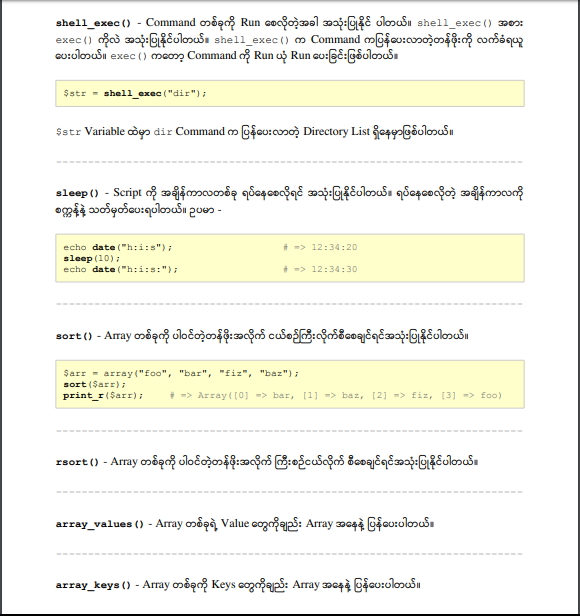 shell_exec() - Command တစ်ခုကို Run စေလိုတဲ့အခါ အသုံးပြုနိုင် ပါတယ်။ shell_exec() အစား
exec() ကိုလဲ အသုံးပြုနိုင်ပါတယ်။ shell_exec() က Command ကပြန်ပေးလာတဲ့တန်ဖိုးကို လက်ခံရယူ
ပေးပါတယ်။ exec() ကတော့ Command ကို Run ယုံ Run ပေးခြင်းဖြစ်ပါတယ်။
$str = shell_exec("dir");
$str Variable ထဲမှာ dir Command က ပြန်ပေးလာတဲ့ Directory List ရှိနေမှာဖြစ်ပါတယ်။
sleep() - Script ကို အချိန်ကာလတစ်ခု ရပ်နေစေလိုရင် အသုံးပြုနိုင်ပါတယ်။ ရပ်နေစေလိုတဲ့ အချိန်ကာလကို
စက္ကန့်နဲ့ သတ်မှတ်ပေးရပါတယ်။ ဥပမာ -
echo date("h:i:s"); # => 12:34:20
sleep(10);
echo date("h:i:s:"); # => 12:34:30
sort() - Array တစ်ခုကို ပါဝင်တဲ့တန်ဖိုးအလိုက် ငယ်စဉ်ကြီးလိုက်စီစေချင်ရင်အသုံးပြုနိုင်ပါတယ်။
$arr = array("foo", "bar", "fiz", "baz");
sort($arr);
print_r($arr); # => Array([0] => bar, [1] => baz, [2] => fiz, [3] => foo)
rsort() - Array တစ်ခုကို ပါဝင်တဲ့တန်ဖိုးအလိုက် ကြီးစဉ်ငယ်လိုက် စီစေချင်ရင်အသုံးပြုနိုင်ပါတယ်။
array_values() - Array တစ်ခုရဲ့ Value တွေကိုချည်း Array အနေနဲ့ ပြန်ပေးပါတယ်။
array_keys() - Array တစ်ခုကို Keys တွေကိုချည်း Array အနေနဲ့ ပြန်ပေးပါတယ်။